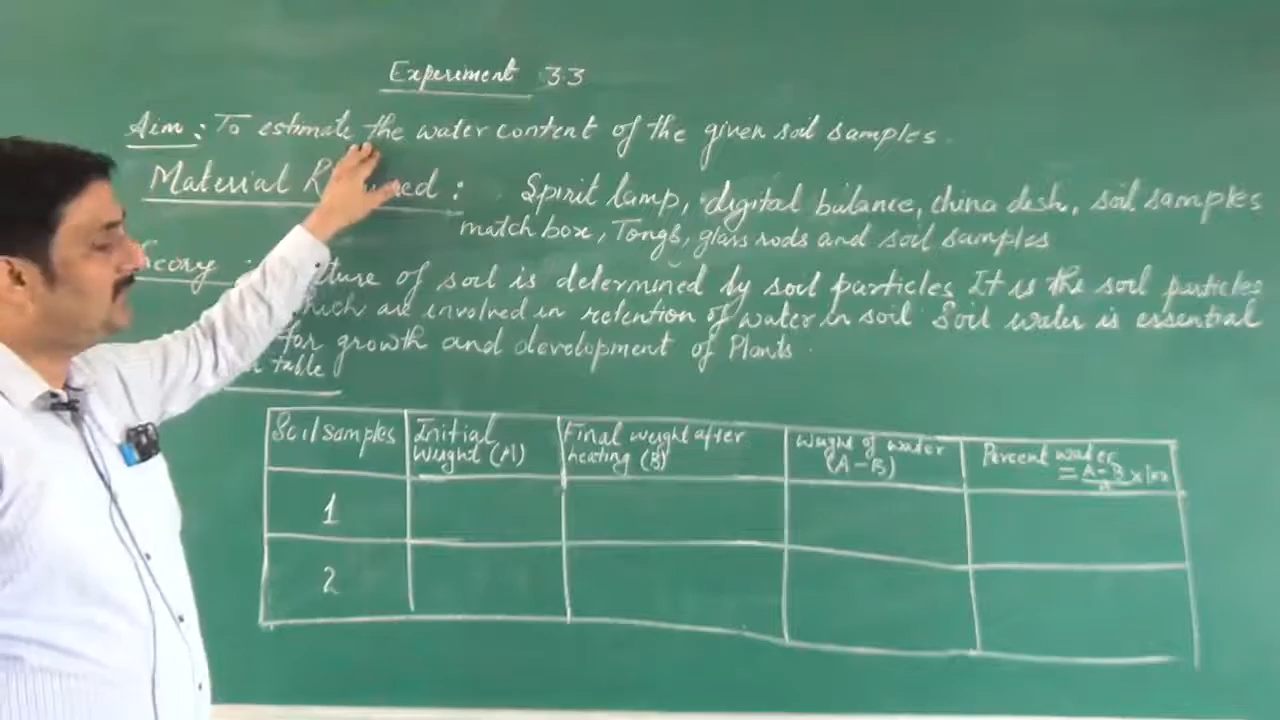 Experiment 3.3
Aim: To estimate the water content of the given soil samples.
Material R ed : Spirit lamp, digital balance, china desh, soil samples
match box, Tongs, glass rods and soil samples
eory : ture of soil is determined by soil particles. It is the soil particles
which are involved in retention of water in soil Soil water is essential
for growth and development of Plants.
table
Soil samples
Initial weight (A)
Final weight after heating (B)
Weight of water (A-B)
Percent water = A-B/A x 100
1
2